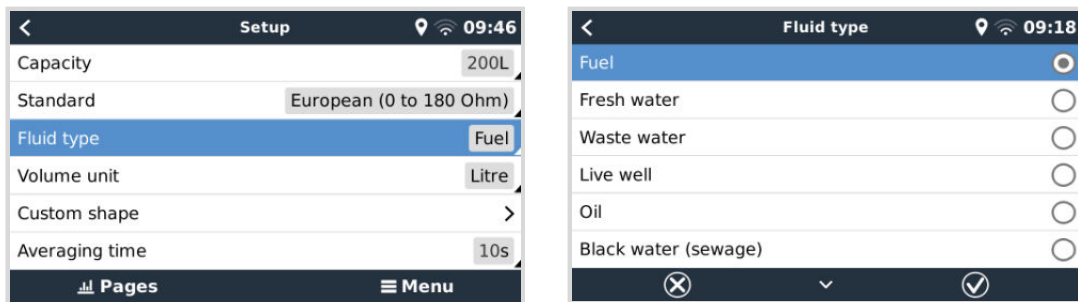 Setup 09:46
Capacity 200L
Standard European (0 to 180 Ohm)
Fluid type Fuel
Volume unit Litre
Custom shape
Averaging time 10s
Pages Menu
Fluid type 09:18
Fuel
Fresh water
Waste water
Live well
Oil
Black water (sewage)